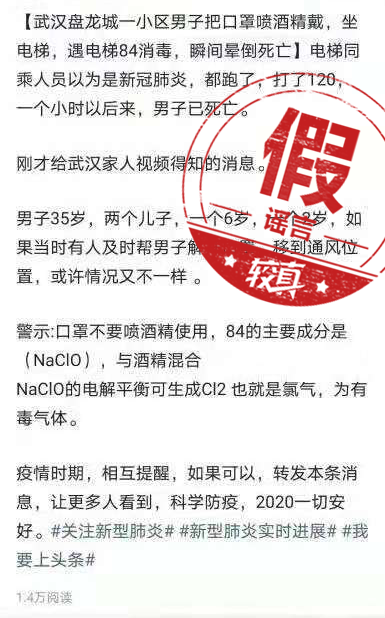 【武汉盘龙城一小区男子把口罩喷酒精戴，坐
电梯，遇电梯84消毒，瞬间晕倒死亡】电梯同
乘人员以为是新冠肺炎，都跑了，打了120，
一个小时以后来，男子已死亡。
刚才给武汉家人视频得知的消息。
假
谣言
较真
男子35岁，两个儿子，一个6岁，个2岁，如
果当时有人及时帮男子解置，移到通风位
置，或许情况又不一样 。
警示:口罩不要喷酒精使用，84的主要成分是
（NaClO），与酒精混合
NaClO的电解平衡可生成Cl2 也就是氯气，为有
毒气体。
疫情时期，相互提醒，如果可以，转发本条消
息，让更多人看到，科学防疫，2020一切安
好。#关注新型肺炎# #新型肺炎实时进展# #我
要上头条#
1.4万阅读